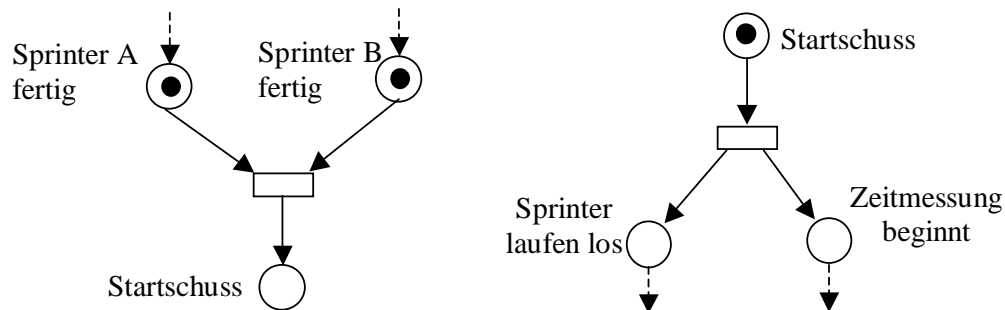 Sprinter A
fertig
Sprinter B
fertig
Startschuss
Startschuss
Sprinter
laufen los
Zeitmessung
beginnt